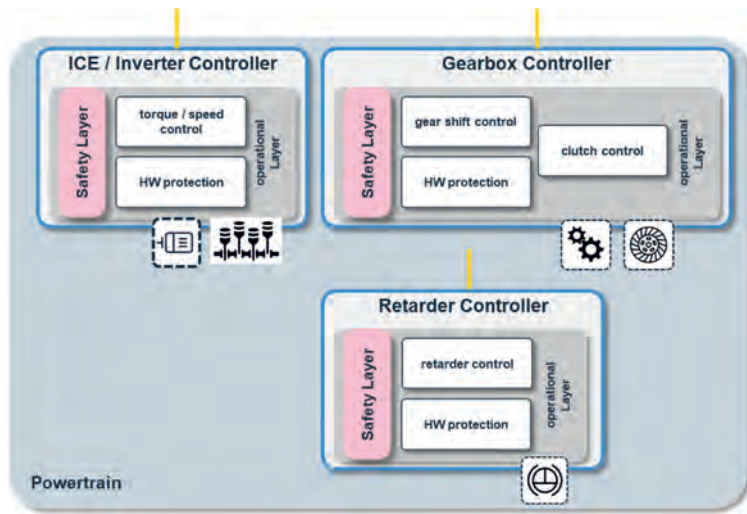 ICE / Inverter Controller
Safety Layer
torque / speed
control
HW protection
operational
Layer
Gearbox Controller
Safety Layer
gear shift control
HW protection
clutch control
operational
Layer
Retarder Controller
Safety Layer
retarder control
HW protection
operational
Layer
Powertrain